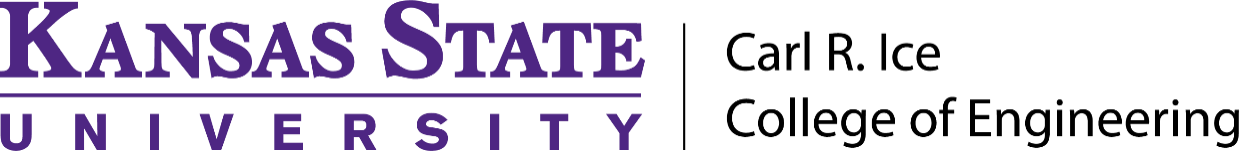 KANSAS STATE
UNIVERSITY
Carl R. Ice
College of Engineering